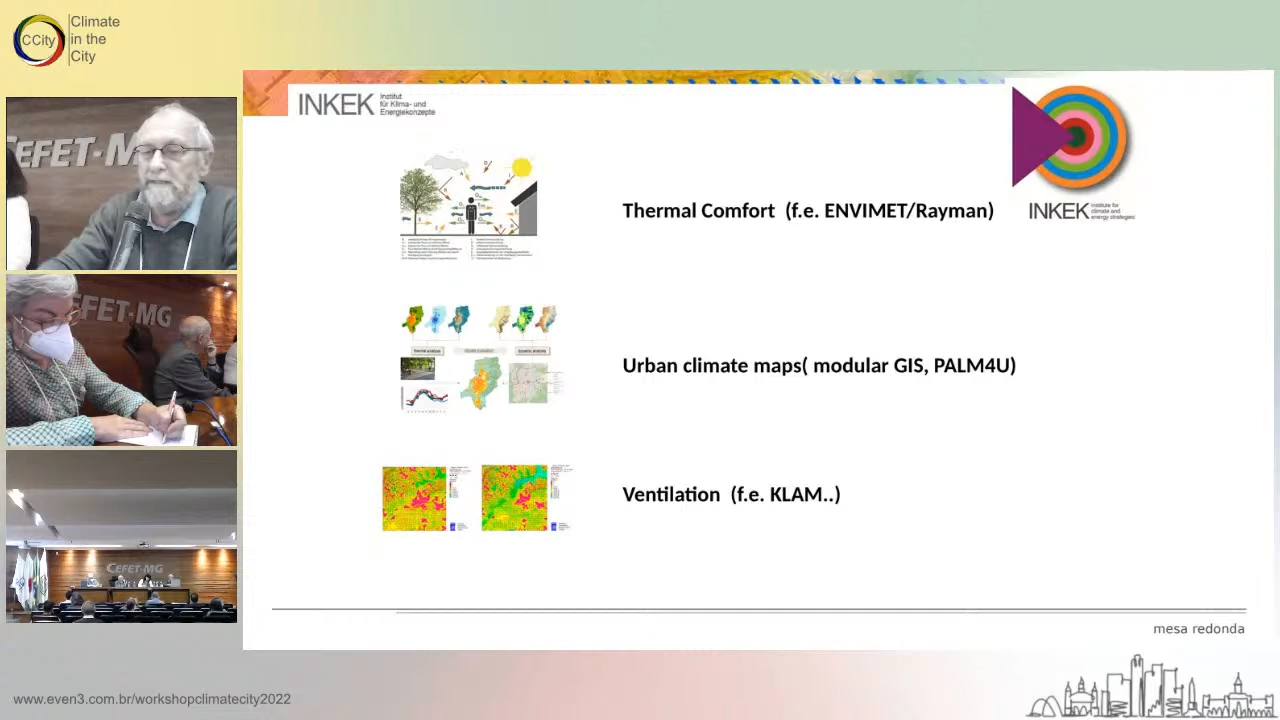 CCity
Climate
in the
City
CEFET-MG
CEFET-MG
CEFET-MG
INKEK
Institut
für Klima- und
Energiekonzepte
INKEK
institute for
climate and
energy strategies
Thermal Comfort (f.e. ENVIMET/Rayman)
Urban climate maps( modular GIS, PALM4U)
Ventilation (f.e. KLAM..)
mesa redonda
www.even3.com.br/workshopclimatecity2022